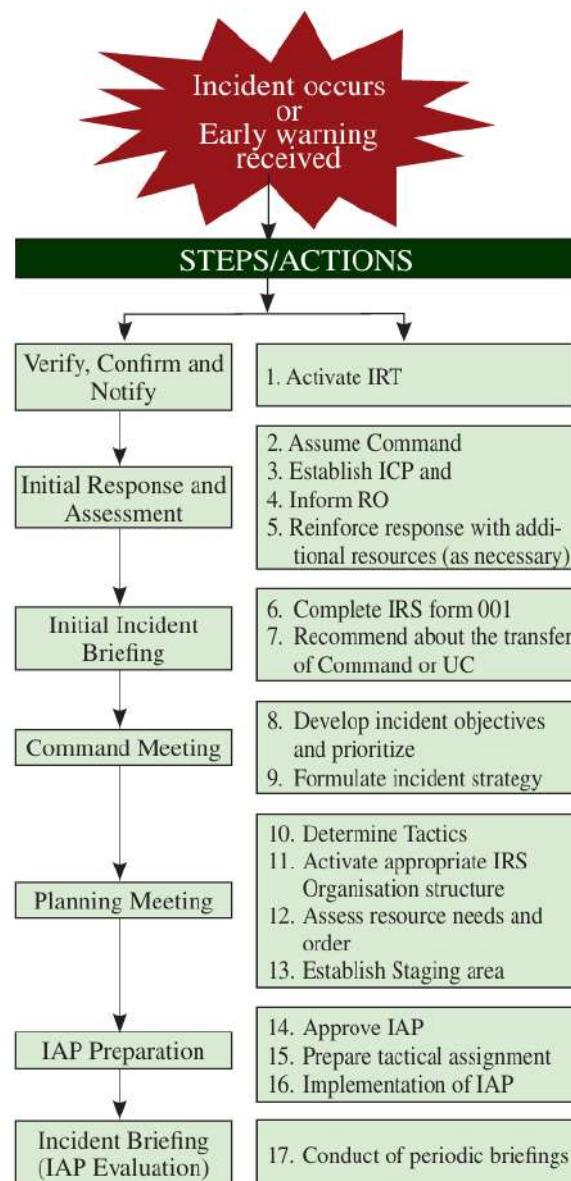 Incident occurs
or
Early warning
received
STEPS/ACTIONS
Verify, Confirm and
Notify
1. Activate IRT
Initial Response and
Assessment
2. Assume Command
3. Establish ICP and
4. Inform RO
5. Reinforce response with addi-
tional resources (as necessary)
Initial Incident
Briefing
6. Complete IRS form 001
7. Recommend about the transfer
of Command or UC
Command Meeting
8. Develop incident objectives
and prioritize
9. Formulate incident strategy
Planning Meeting
10. Determine Tactics
11. Activate appropriate IRS
Organisation structure
12. Assess resource needs and
order
13. Establish Staging area
IAP Preparation
14. Approve IAP
15. Prepare tactical assignment
16. Implementation of IAP
Incident Briefing
(IAP Evaluation)
17. Conduct of periodic briefings